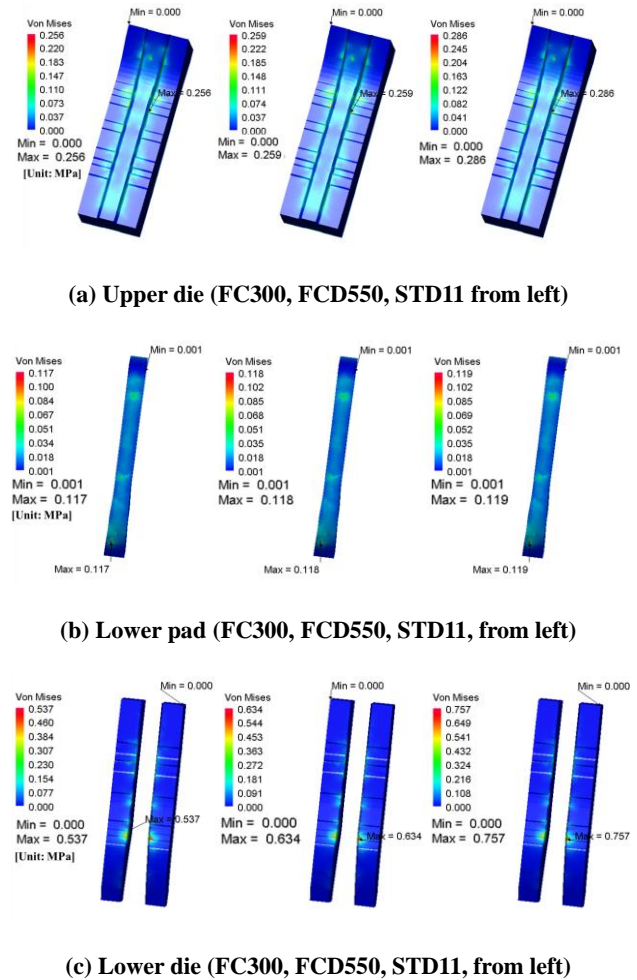 Min = 0.000
Von Mises
0.256
0.220
0.183
0.147
0.110
0.073
0.037
0.000
Min = 0.000
Max = 0.256
[Unit: MPa]
Max = 0.256
Min = 0.000
Von Mises
0.259
0.222
0.185
0.148
0.111
0.074
0.037
0.000
Min = 0.000
Max = 0.259
Max = 0.259
Min = 0.000
Von Mises
0.286
0.245
0.204
0.163
0.122
0.082
0.041
0.000
Min = 0.000
Max = 0.286
Max = 0.286
(a) Upper die (FC300, FCD550, STD11 from left)
Min = 0.001
Von Mises
0.117
0.100
0.084
0.067
0.051
0.034
0.018
0.001
Min = 0.001
Max = 0.117
[Unit: MPa]
Max = 0.117
Min = 0.001
Von Mises
0.118
0.102
0.085
0.068
0.051
0.035
0.018
0.001
Min = 0.001
Max = 0.118
Max = 0.118
Min = 0.001
Von Mises
0.119
0.102
0.085
0.069
0.052
0.035
0.018
0.001
Min = 0.001
Max = 0.119
Max = 0.119
(b) Lower pad (FC300, FCD550, STD11, from left)
Min = 0.000
Von Mises
0.537
0.460
0.384
0.307
0.230
0.154
0.077
0.000
Min = 0.000
Max = 0.537
[Unit: MPa]
Max = 0.537
Min = 0.000
Von Mises
0.634
0.544
0.453
0.363
0.272
0.181
0.091
0.000
Min = 0.000
Max = 0.634
Max = 0.634
Min = 0.000
Von Mises
0.757
0.649
0.541
0.432
0.324
0.216
0.108
0.000
Min = 0.000
Max = 0.757
Max = 0.757
(c) Lower die (FC300, FCD550, STD11, from left)